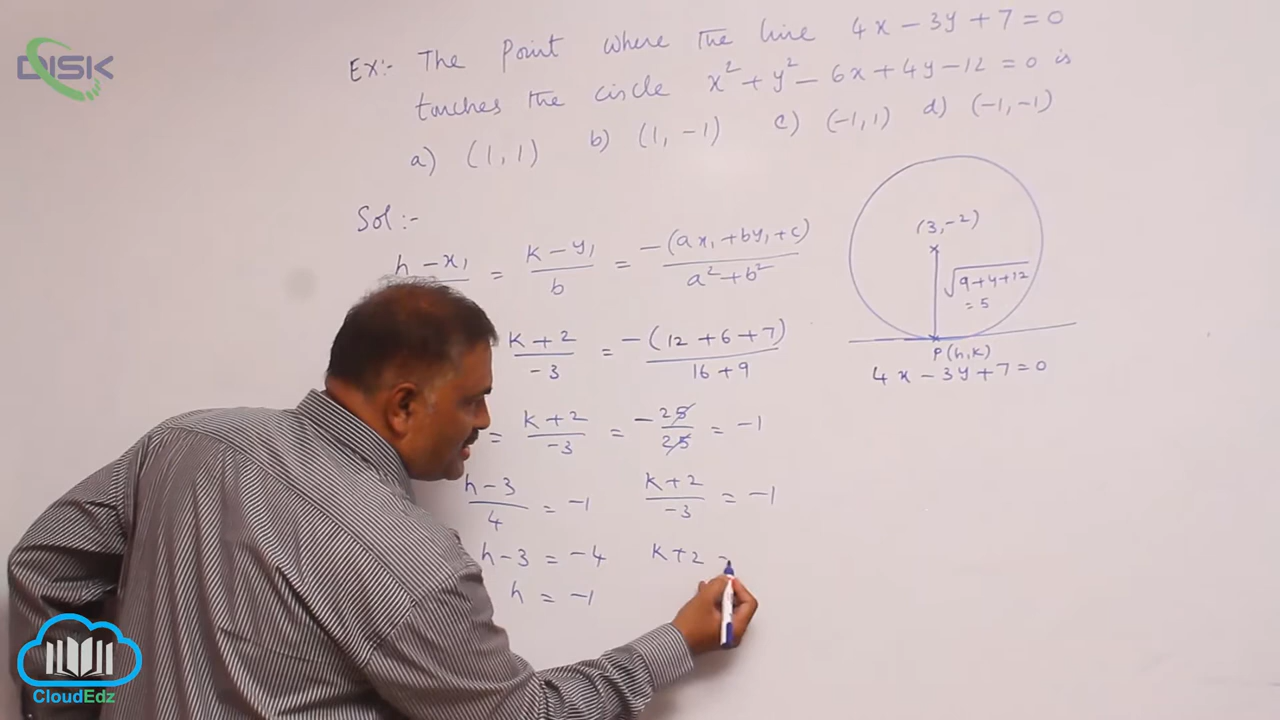 DISK
Ex:- The point where the line 4x - 3y + 7 = 0
touches the circle x² + y² - 6x + 4y - 12 = 0 is
a) (1, 1) b) (1, -1) c) (-1, 1) d) (-1, -1)
Sol:-
h - x₁ = (k - y₁)/b = -(ax₁ + by₁ + c)/(a² + b²)
(k + 2)/-3 = -(12 + 6 + 7)/(16 + 9)
= (k + 2)/-3 = -25/25 = -1
(h - 3)/4 = -1 (k + 2)/-3 = -1
h - 3 = -4 k + 2
h = -1
(3, -2)
√(9 + 4 + 12)
= 5
P(h, k)
4x - 3y + 7 = 0
CloudEdz